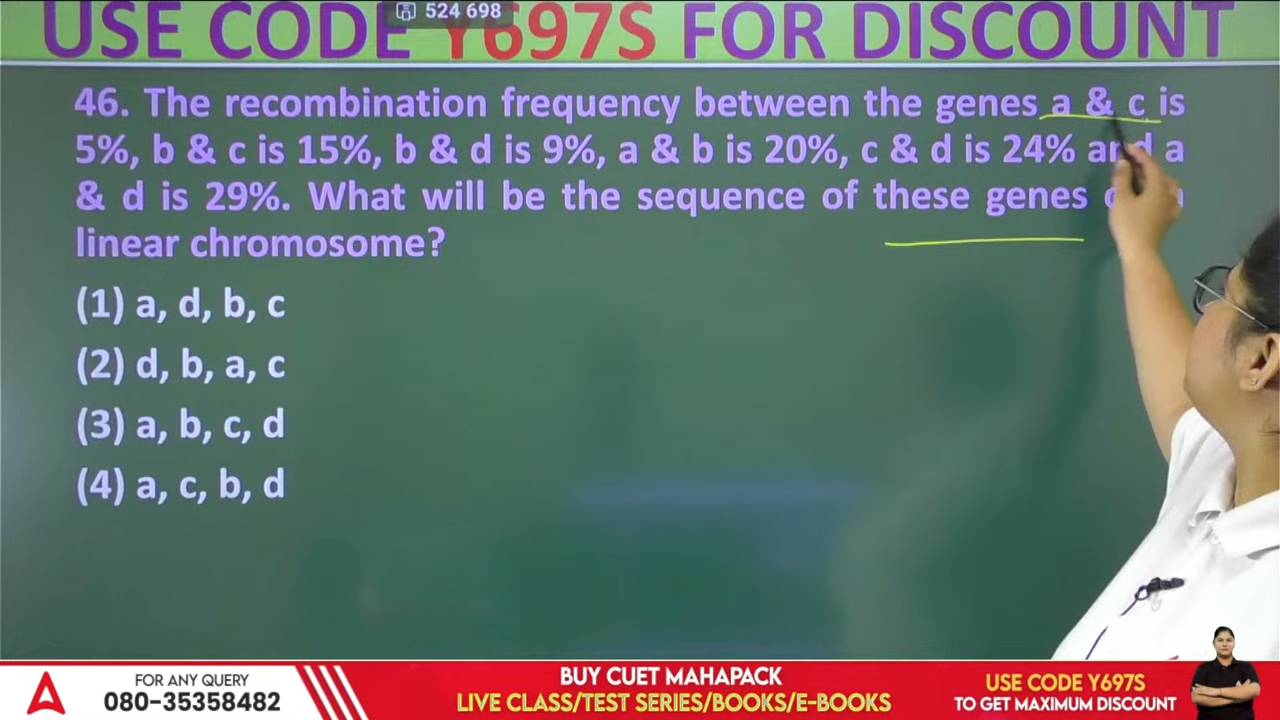 USE CODE Y697S FOR DISCOUNT
524 698
46. The recombination frequency between the genes a & c is
5%, b & c is 15%, b & d is 9%, a & b is 20%, c & d is 24% and a
& d is 29%. What will be the sequence of these genes
linear chromosome?
(1) a, d, b, c
(2) d, b, a, c
(3) a, b, c, d
(4) a, c, b, d
FOR ANY QUERY
080-35358482
BUY CUET MAHAPACK
LIVE CLASS/TEST SERIES/BOOKS/E-BOOKS
USE CODE Y697S
TO GET MAXIMUM DISCOUNT